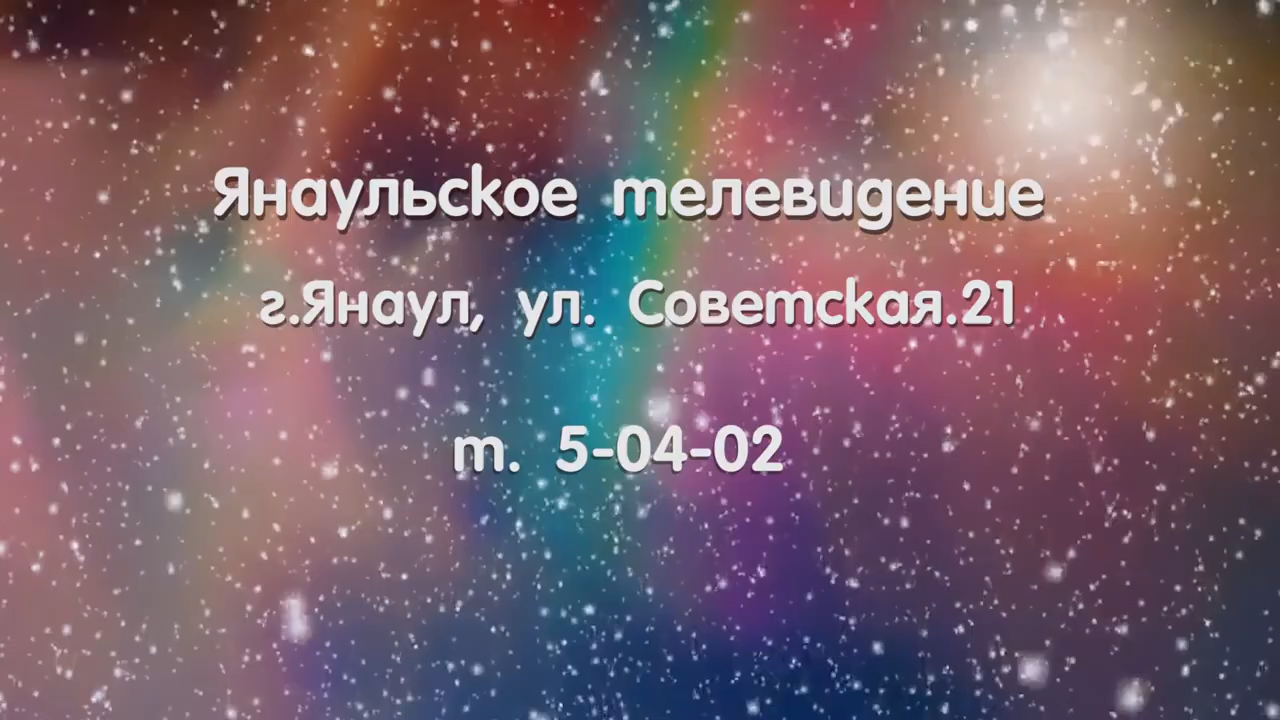 Янаульское телевидение
г.Янаул, ул. Советская.21
т. 5-04-02